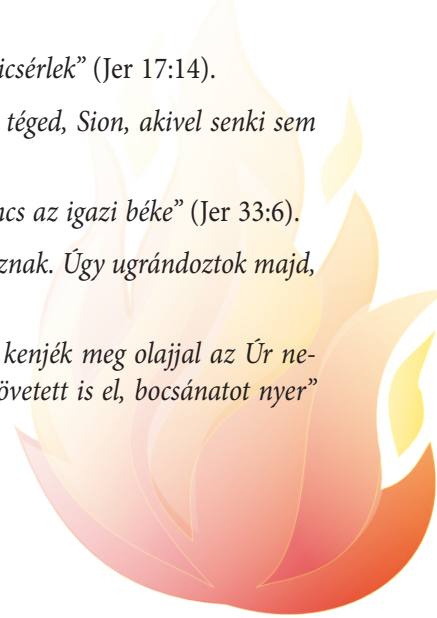 icsérlek” (Jer 17:14).
téged, Sion, akivel senki sem
ncs az igazi béke” (Jer 33:6).
znak. Úgy ugrándoztok majd,
kenjék meg olajjal az Úr ne-
övetett is el, bocsánatot nyer”